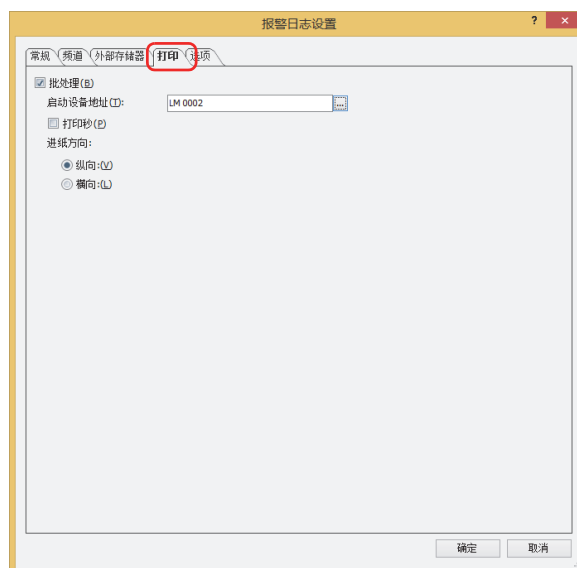 报警日志设置
? ×
常规 频道 外部存储器 打印 选项
批处理(B)
启动设备地址(T): LM 0002 ...
打印秒(P)
进纸方向:
纵向:(V)
横向:(L)
确定 取消